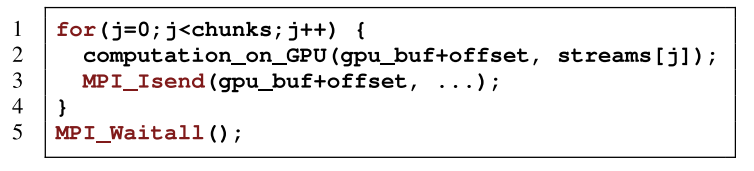 1 for(j=0;j<chunks;j++) {
2 computation_on_GPU(gpu_buf+offset, streams[j]);
3 MPI_Isend(gpu_buf+offset, ...);
4 }
5 MPI_Waitall();